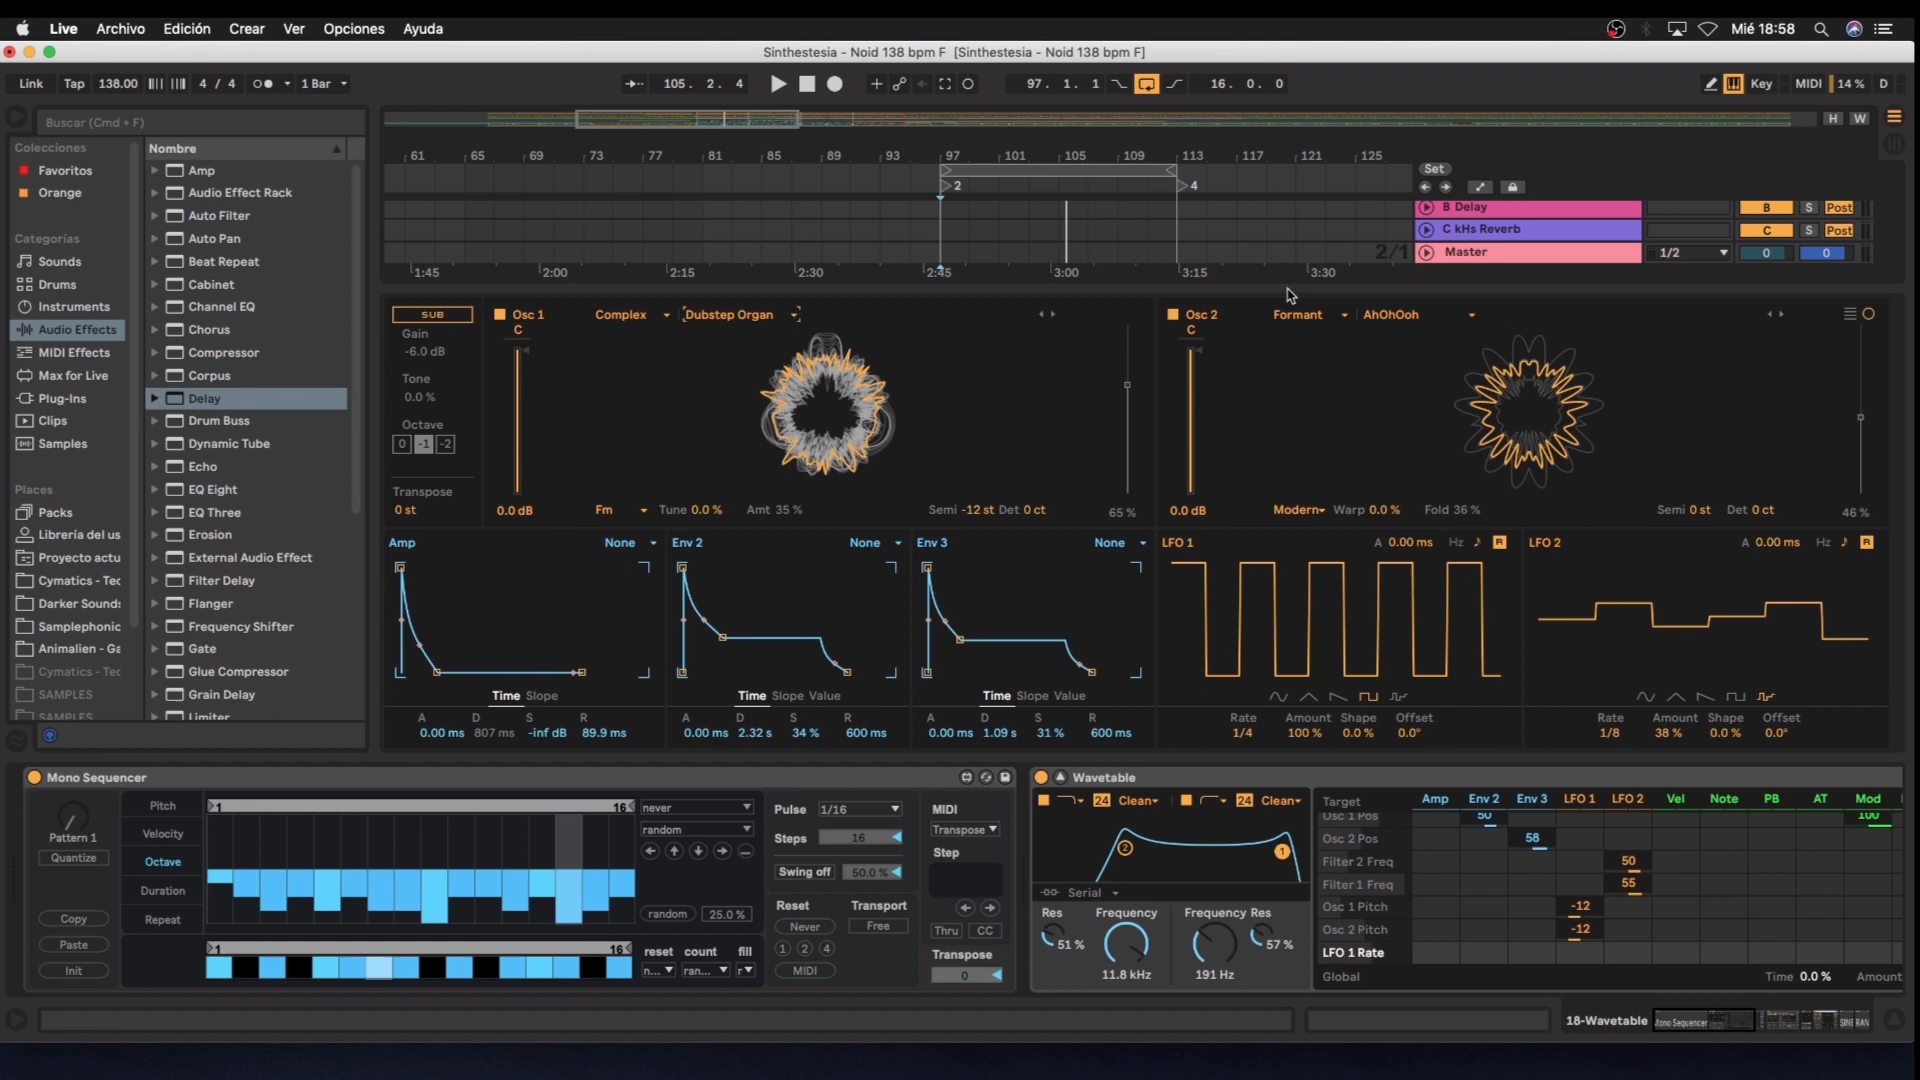 Live Archivo Edición Crear Ver Opciones Ayuda Mié 18:58
Sinthestesia - Noid 138 bpm F [Sinthestesia - Noid 138 bpm F]
Link Tap 138.00 4 / 4 1 Bar 105. 2. 4 97. 1. 1 16. 0. 0 Key MIDI 14 % D
Buscar (Cmd + F)
H W
Colecciones
Favoritos
Orange
Categorías
Sounds
Drums
Instruments
Audio Effects
MIDI Effects
Max for Live
Plug-Ins
Clips
Samples
Places
Packs
Librería del us
Proyecto actu
Cymatics - Tec
Darker Sounds
Samplephonic
Animalien - Ga
Cymatics - Tec
SAMPLES
SAMPLES
Nombre
Amp
Audio Effect Rack
Auto Filter
Auto Pan
Beat Repeat
Cabinet
Channel EQ
Chorus
Compressor
Corpus
Delay
Drum Buss
Dynamic Tube
Echo
EQ Eight
EQ Three
Erosion
External Audio Effect
Filter Delay
Flanger
Frequency Shifter
Gate
Glue Compressor
Grain Delay
Limiter
61 65 69 73 77 81 85 89 93 97 101 105 109 113 117 121 125
Set
2 4
B Delay B S Post
C kHs Reverb C S Post
2/1 Master 1/2 0 0
1:45 2:00 2:15 2:30 2:45 3:00 3:15 3:30
SUB
Gain
-6.0 dB
Tone
0.0 %
Octave
0 -1 -2
Transpose
0 st
Osc 1 Complex Dubstep Organ
C
0.0 dB Fm Tune 0.0 % Amt 35 % Semi -12 st Det 0 ct 65 %
Osc 2 Formant AhOhOoh
C
0.0 dB Modern Warp 0.0 % Fold 36 % Semi 0 st Det 0 ct 46 %
Amp None
Time Slope
A D S R
0.00 ms 807 ms -inf dB 89.9 ms
Env 2 None
Time Slope Value
A D S R
0.00 ms 2.32 s 34 % 600 ms
Env 3 None
Time Slope Value
A D S R
0.00 ms 1.09 s 31 % 600 ms
LFO 1 A 0.00 ms Hz R
Rate Amount Shape Offset
1/4 100 % 0.0 % 0.0°
LFO 2 A 0.00 ms Hz R
Rate Amount Shape Offset
1/8 38 % 0.0 % 0.0°
Mono Sequencer
Pattern 1
Quantize
Copy
Paste
Init
Pitch
Velocity
Octave
Duration
Repeat
1 16
never
random
random 25.0 %
1 16
reset count fill
n... ran... r
Pulse 1/16
Steps 16
Swing off 50.0 %
Reset Transport
Never Free
1 2 4
MIDI
MIDI
Transpose
Step
Thru CC
Transpose
0
Wavetable
24 Clean 24 Clean
2 1
Serial
Res Frequency Frequency Res
51 % 11.8 kHz 191 Hz 57 %
Target Amp Env 2 Env 3 LFO 1 LFO 2 Vel Note PB AT Mod
Osc 1 Pos 50 100
Osc 2 Pos 58
Filter 2 Freq 50
Filter 1 Freq 55
Osc 1 Pitch -12
Osc 2 Pitch -12
LFO 1 Rate
Global Time 0.0 % Amount
18-Wavetable Mono Sequencer